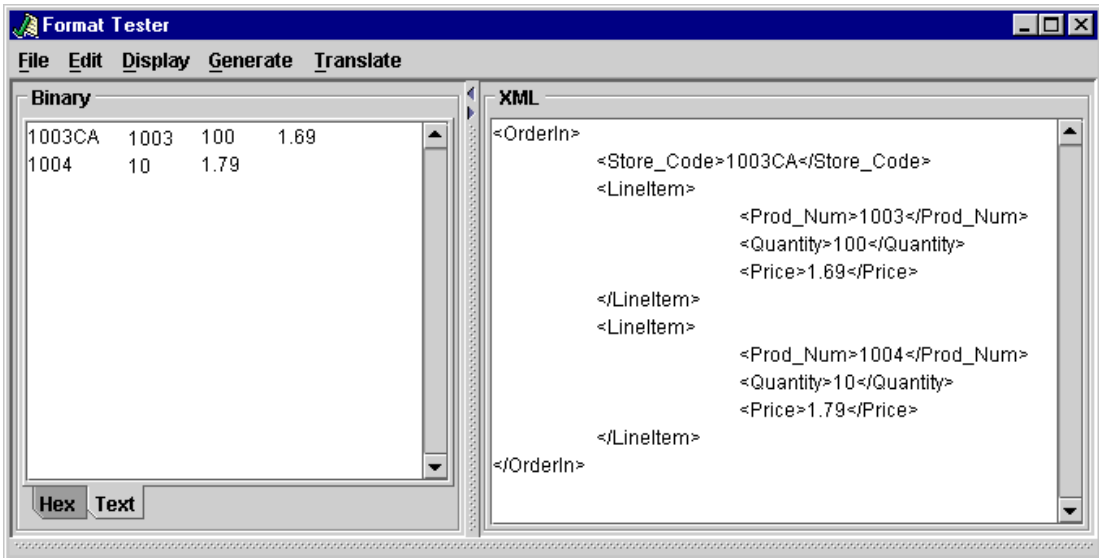 Format Tester
File Edit Display Generate Translate
Binary
1003CA 1003 100 1.69
1004 10 1.79
Hex Text
XML
<OrderIn>
<Store_Code>1003CA</Store_Code>
<LineItem>
<Prod_Num>1003</Prod_Num>
<Quantity>100</Quantity>
<Price>1.69</Price>
</LineItem>
<LineItem>
<Prod_Num>1004</Prod_Num>
<Quantity>10</Quantity>
<Price>1.79</Price>
</LineItem>
</OrderIn>